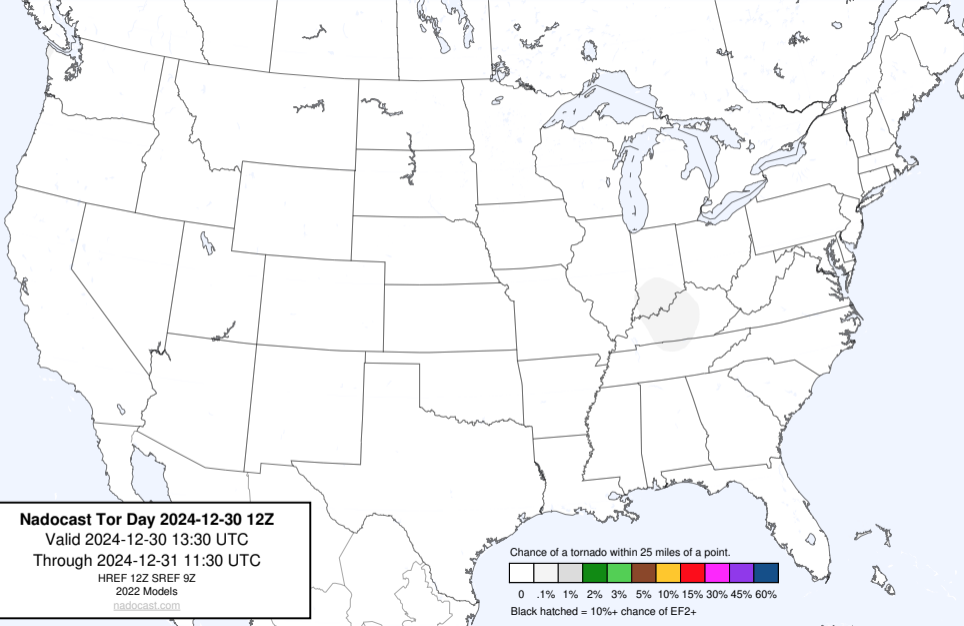 Nadocast Tor Day 2024-12-30 12Z
Valid 2024-12-30 13:30 UTC
Through 2024-12-31 11:30 UTC
HREF 12Z SREF 9Z
2022 Models
nadocast.com
Chance of a tornado within 25 miles of a point.
0 .1% 1% 2% 3% 5% 10% 15% 30% 45% 60%
Black hatched = 10%+ chance of EF2+